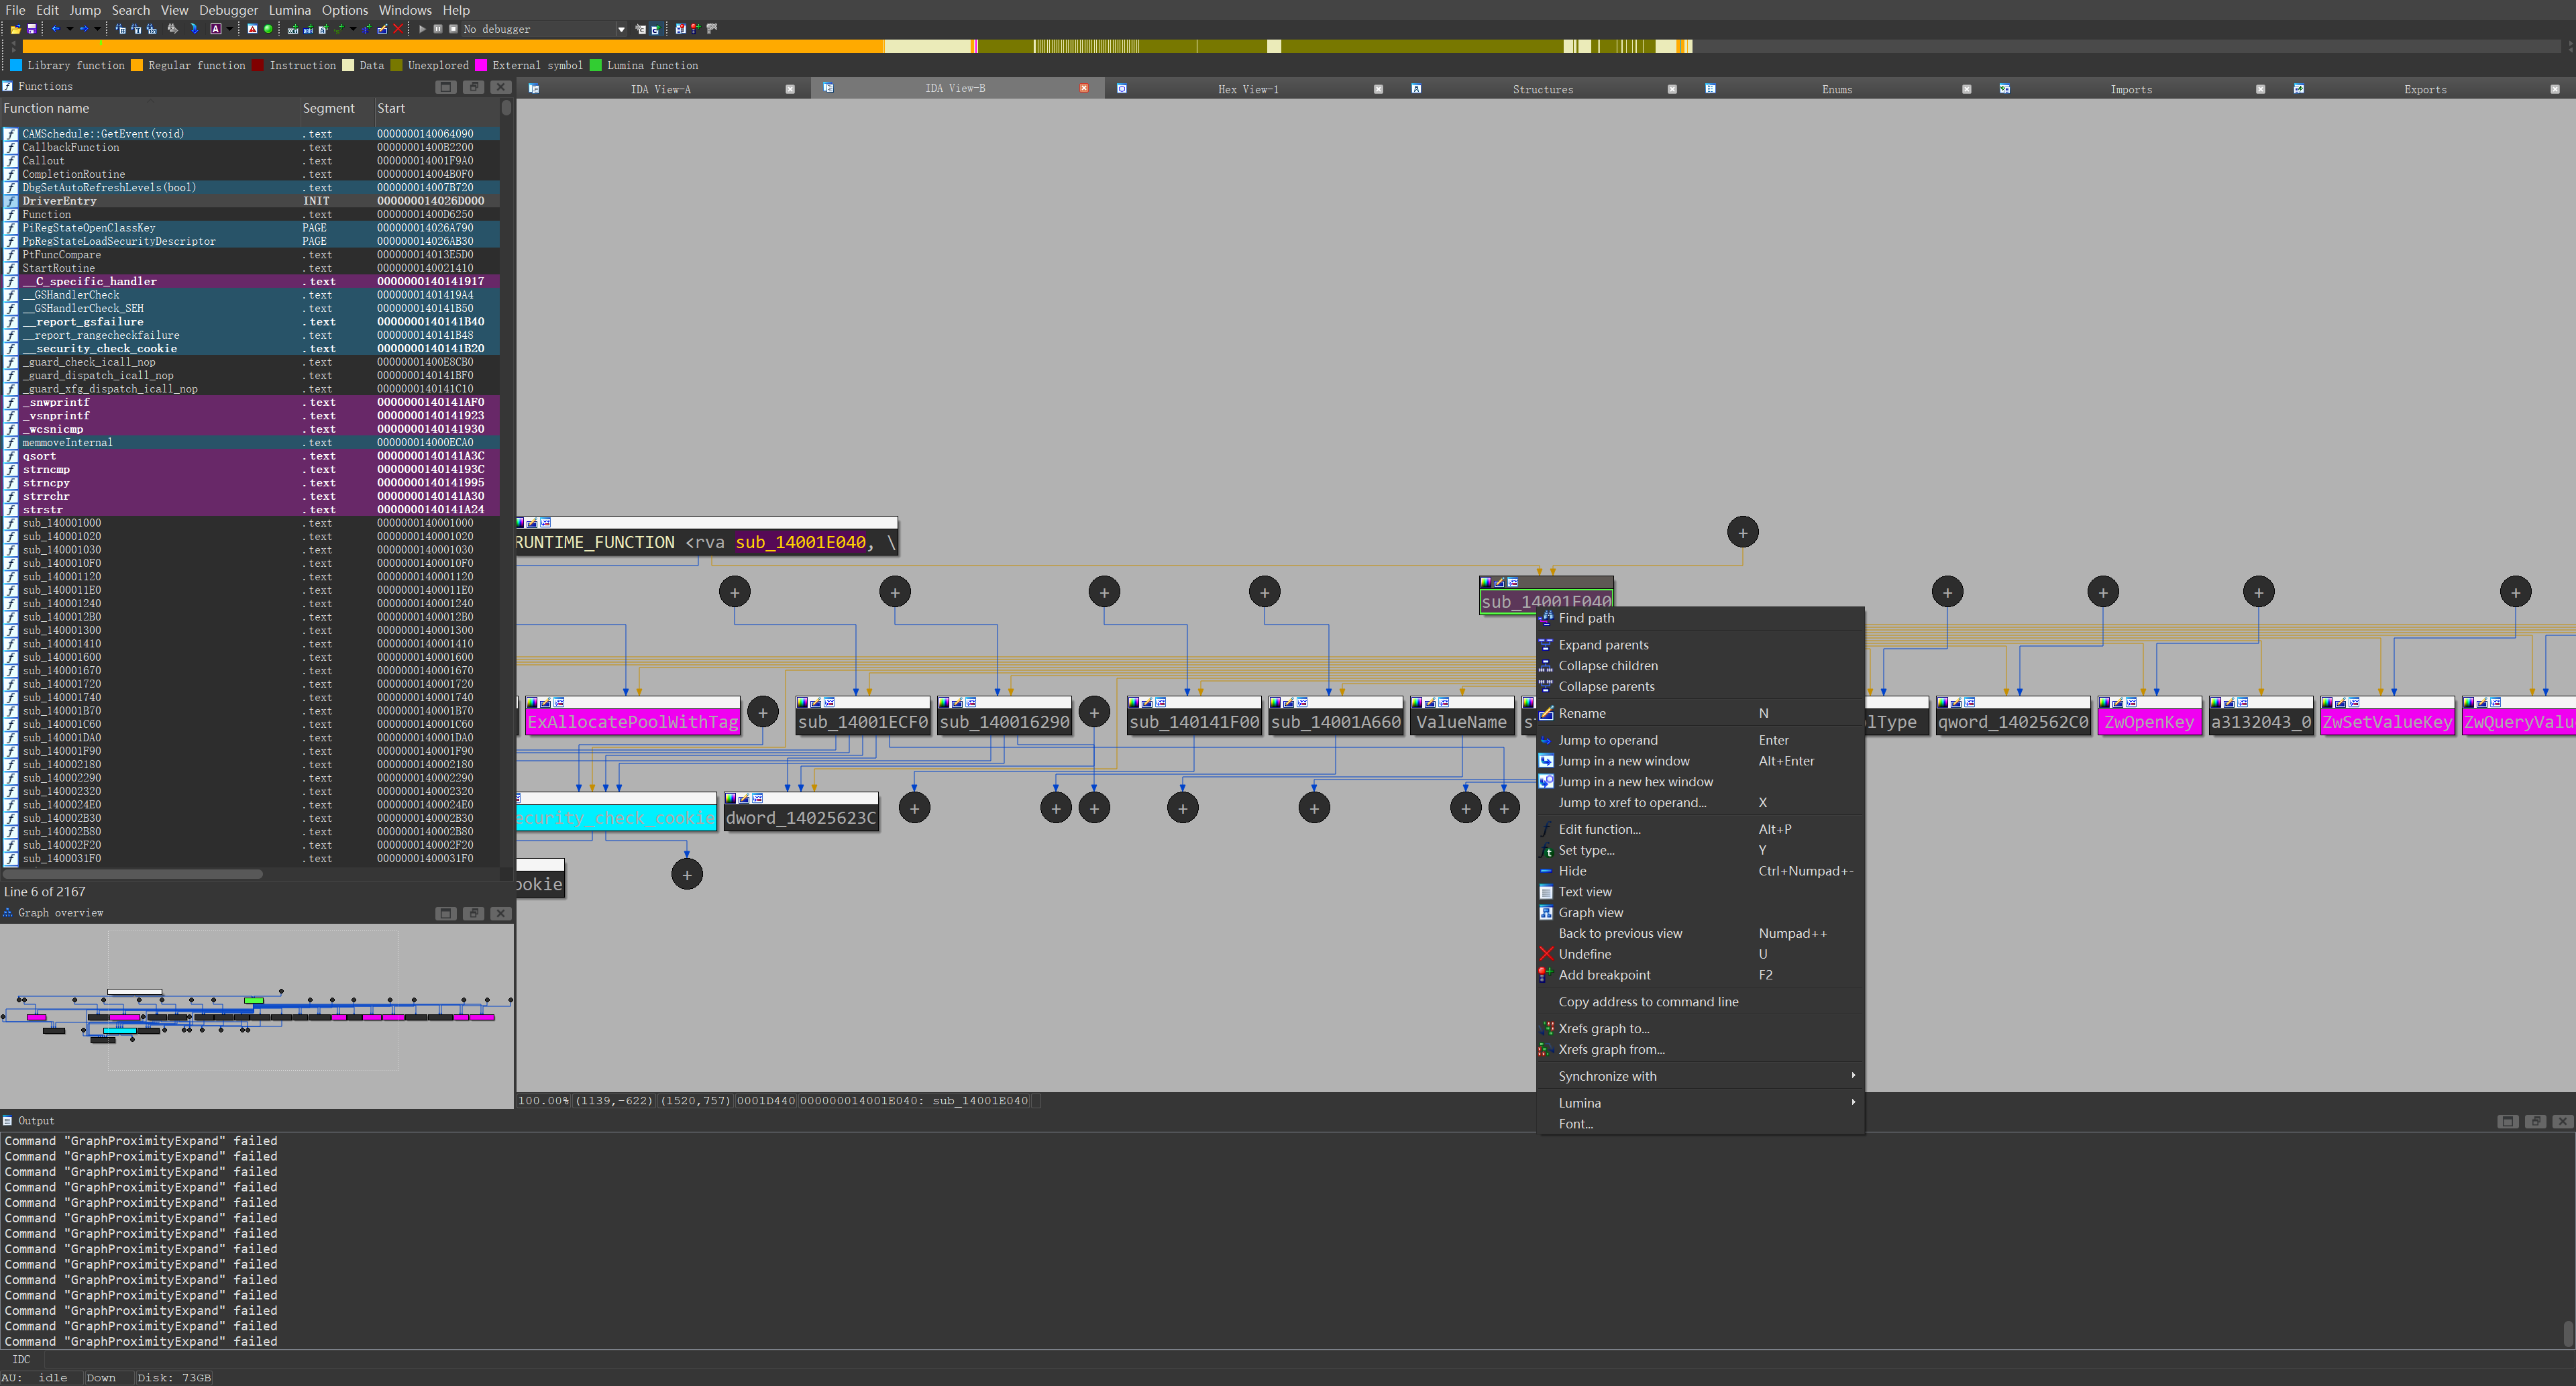 File Edit Jump Search View Debugger Lumina Options Windows Help
No debugger
Library function Regular function Instruction Data Unexplored External symbol Lumina function
Functions
Function name Segment Start
CAMSchedule::GetEvent(void) .text 0000000140064090
CallbackFunction .text 00000001400B2200
Callout .text 000000014001F9A0
CompletionRoutine .text 000000014004B0F0
DbgSetAutoRefreshLevels(bool) .text 000000014007B720
DriverEntry INIT 000000014026D000
Function .text 00000001400D6250
PiRegStateOpenClassKey PAGE 000000014026A790
PpRegStateLoadSecurityDescriptor PAGE 000000014026AB30
PtFuncCompare .text 000000014013E5D0
StartRoutine .text 0000000140021410
__C_specific_handler .text 0000000140141917
__GSHandlerCheck .text 00000001401419A4
__GSHandlerCheck_SEH .text 0000000140141B50
__report_gsfailure .text 0000000140141B40
__report_rangecheckfailure .text 0000000140141B48
__security_check_cookie .text 0000000140141B20
_guard_check_icall_nop .text 00000001400E8CB0
_guard_dispatch_icall_nop .text 0000000140141BF0
_guard_xfg_dispatch_icall_nop .text 0000000140141C10
_snwprintf .text 0000000140141AF0
_vsnprintf .text 0000000140141923
_wcsnicmp .text 0000000140141930
memmoveInternal .text 000000014000ECA0
qsort .text 0000000140141A3C
strncmp .text 000000014014193C
strncpy .text 0000000140141995
strrchr .text 0000000140141A30
strstr .text 0000000140141A24
sub_140001000 .text 0000000140001000
sub_140001020 .text 0000000140001020
sub_140001030 .text 0000000140001030
sub_1400010F0 .text 00000001400010F0
sub_140001120 .text 0000000140001120
sub_1400011E0 .text 00000001400011E0
sub_140001240 .text 0000000140001240
sub_1400012B0 .text 00000001400012B0
sub_140001300 .text 0000000140001300
sub_140001410 .text 0000000140001410
sub_140001600 .text 0000000140001600
sub_140001670 .text 0000000140001670
sub_140001720 .text 0000000140001720
sub_140001740 .text 0000000140001740
sub_140001B70 .text 0000000140001B70
sub_140001C60 .text 0000000140001C60
sub_140001DA0 .text 0000000140001DA0
sub_140001F90 .text 0000000140001F90
sub_140002180 .text 0000000140002180
sub_140002290 .text 0000000140002290
sub_140002320 .text 0000000140002320
sub_1400024E0 .text 00000001400024E0
sub_140002B30 .text 0000000140002B30
sub_140002B80 .text 0000000140002B80
sub_140002F20 .text 0000000140002F20
sub_1400031F0 .text 00000001400031F0
Line 6 of 2167
Graph overview
IDA View-A IDA View-B Hex View-1 Structures Enums Imports Exports
RUNTIME_FUNCTION <rva sub_14001E040, \
sub_14001E040
ExAllocatePoolWithTag sub_14001ECF0 sub_140016290 sub_140141F00 sub_14001A660 ValueName st lType qword_1402562C0 ZwOpenKey a3132043_0 ZwSetValueKey ZwQueryValu
ecurity_check_cookie dword_14025623C
ookie
Find path
Expand parents
Collapse children
Collapse parents
Rename N
Jump to operand Enter
Jump in a new window Alt+Enter
Jump in a new hex window
Jump to xref to operand... X
Edit function... Alt+P
Set type... Y
Hide Ctrl+Numpad+-
Text view
Graph view
Back to previous view Numpad++
Undefine U
Add breakpoint F2
Copy address to command line
Xrefs graph to...
Xrefs graph from...
Synchronize with
Lumina
Font...
100.00% (1139,-622) (1520,757) 0001D440 000000014001E040: sub_14001E040
Output
Command "GraphProximityExpand" failed
Command "GraphProximityExpand" failed
Command "GraphProximityExpand" failed
Command "GraphProximityExpand" failed
Command "GraphProximityExpand" failed
Command "GraphProximityExpand" failed
Command "GraphProximityExpand" failed
Command "GraphProximityExpand" failed
Command "GraphProximityExpand" failed
Command "GraphProximityExpand" failed
Command "GraphProximityExpand" failed
Command "GraphProximityExpand" failed
Command "GraphProximityExpand" failed
Command "GraphProximityExpand" failed
IDC
AU: idle Down Disk: 73GB